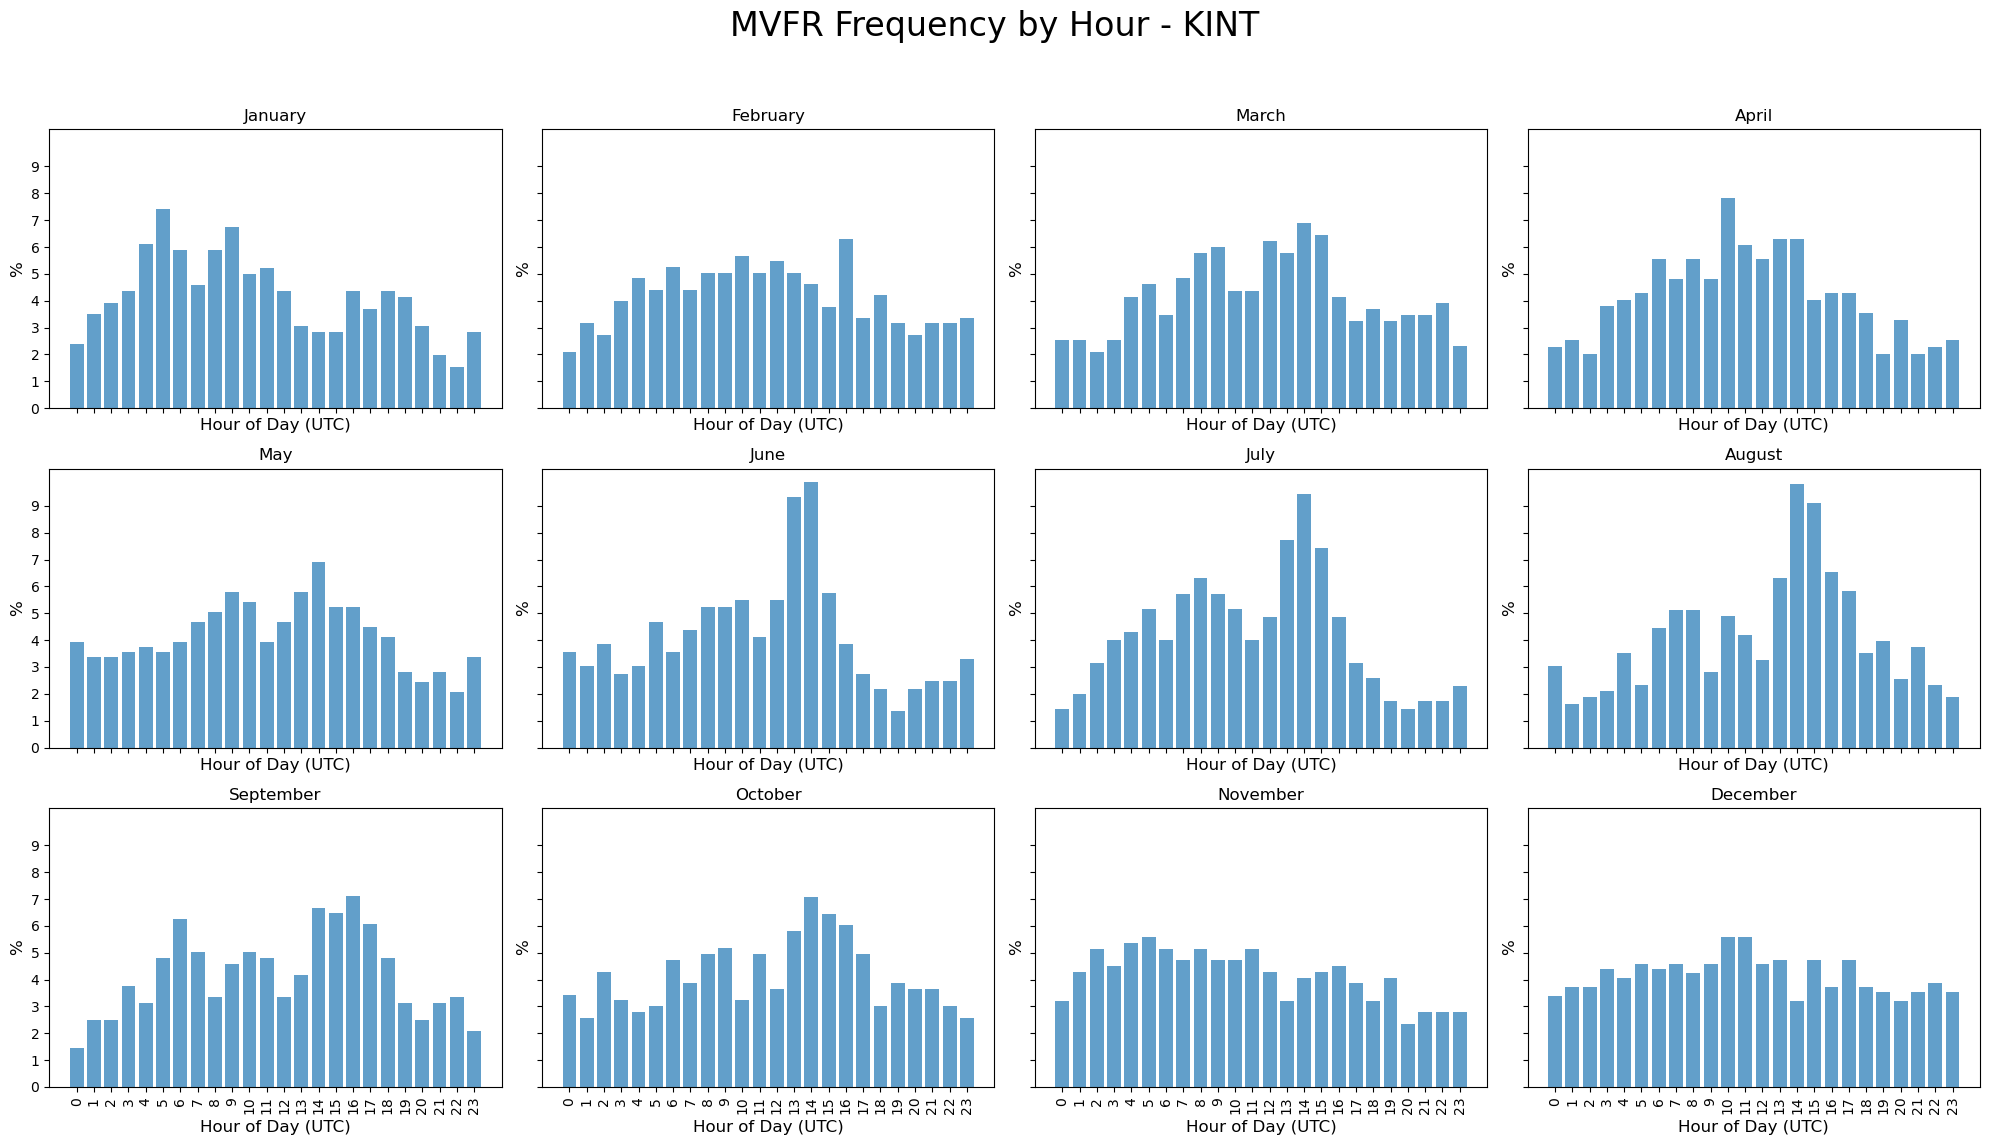 MVFR Frequency by Hour - KINT
January
February
March
April
9
8
7
6
5
4
3
2
1
0
%
%
%
%
Hour of Day (UTC)
Hour of Day (UTC)
Hour of Day (UTC)
Hour of Day (UTC)
May
June
July
August
9
8
7
6
5
4
3
2
1
0
%
%
%
%
Hour of Day (UTC)
Hour of Day (UTC)
Hour of Day (UTC)
Hour of Day (UTC)
September
October
November
December
9
8
7
6
5
4
3
2
1
0
%
%
%
%
0 1 2 3 4 5 6 7 8 9 10 11 12 13 14 15 16 17 18 19 20 21 22 23
0 1 2 3 4 5 6 7 8 9 10 11 12 13 14 15 16 17 18 19 20 21 22 23
0 1 2 3 4 5 6 7 8 9 10 11 12 13 14 15 16 17 18 19 20 21 22 23
0 1 2 3 4 5 6 7 8 9 10 11 12 13 14 15 16 17 18 19 20 21 22 23
Hour of Day (UTC)
Hour of Day (UTC)
Hour of Day (UTC)
Hour of Day (UTC)